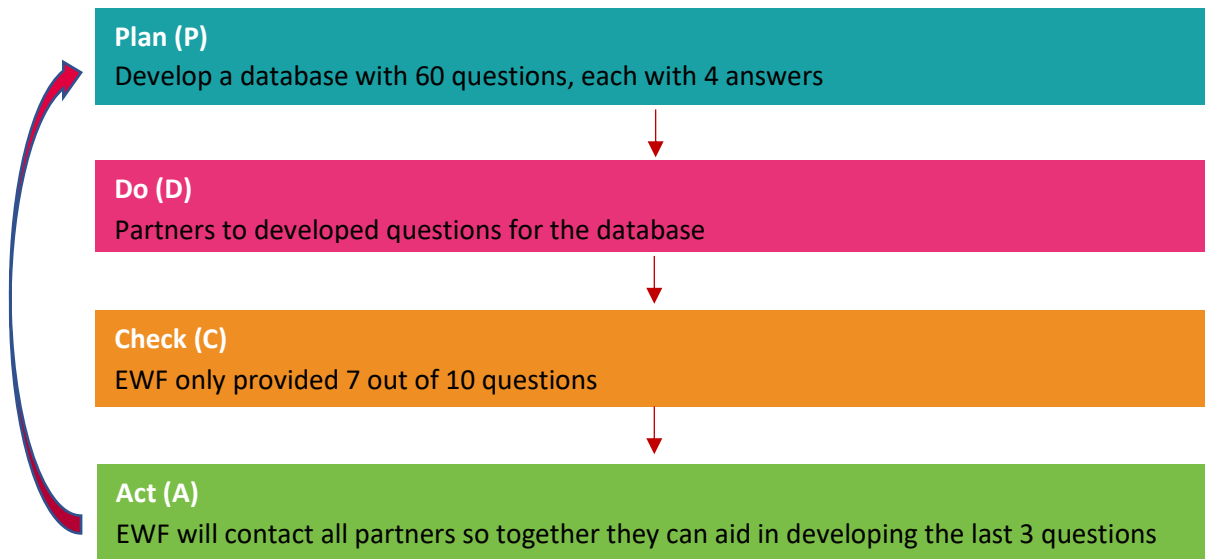 Plan (P)
Develop a database with 60 questions, each with 4 answers
Do (D)
Partners to developed questions for the database
Check (C)
EWF only provided 7 out of 10 questions
Act (A)
EWF will contact all partners so together they can aid in developing the last 3 questions